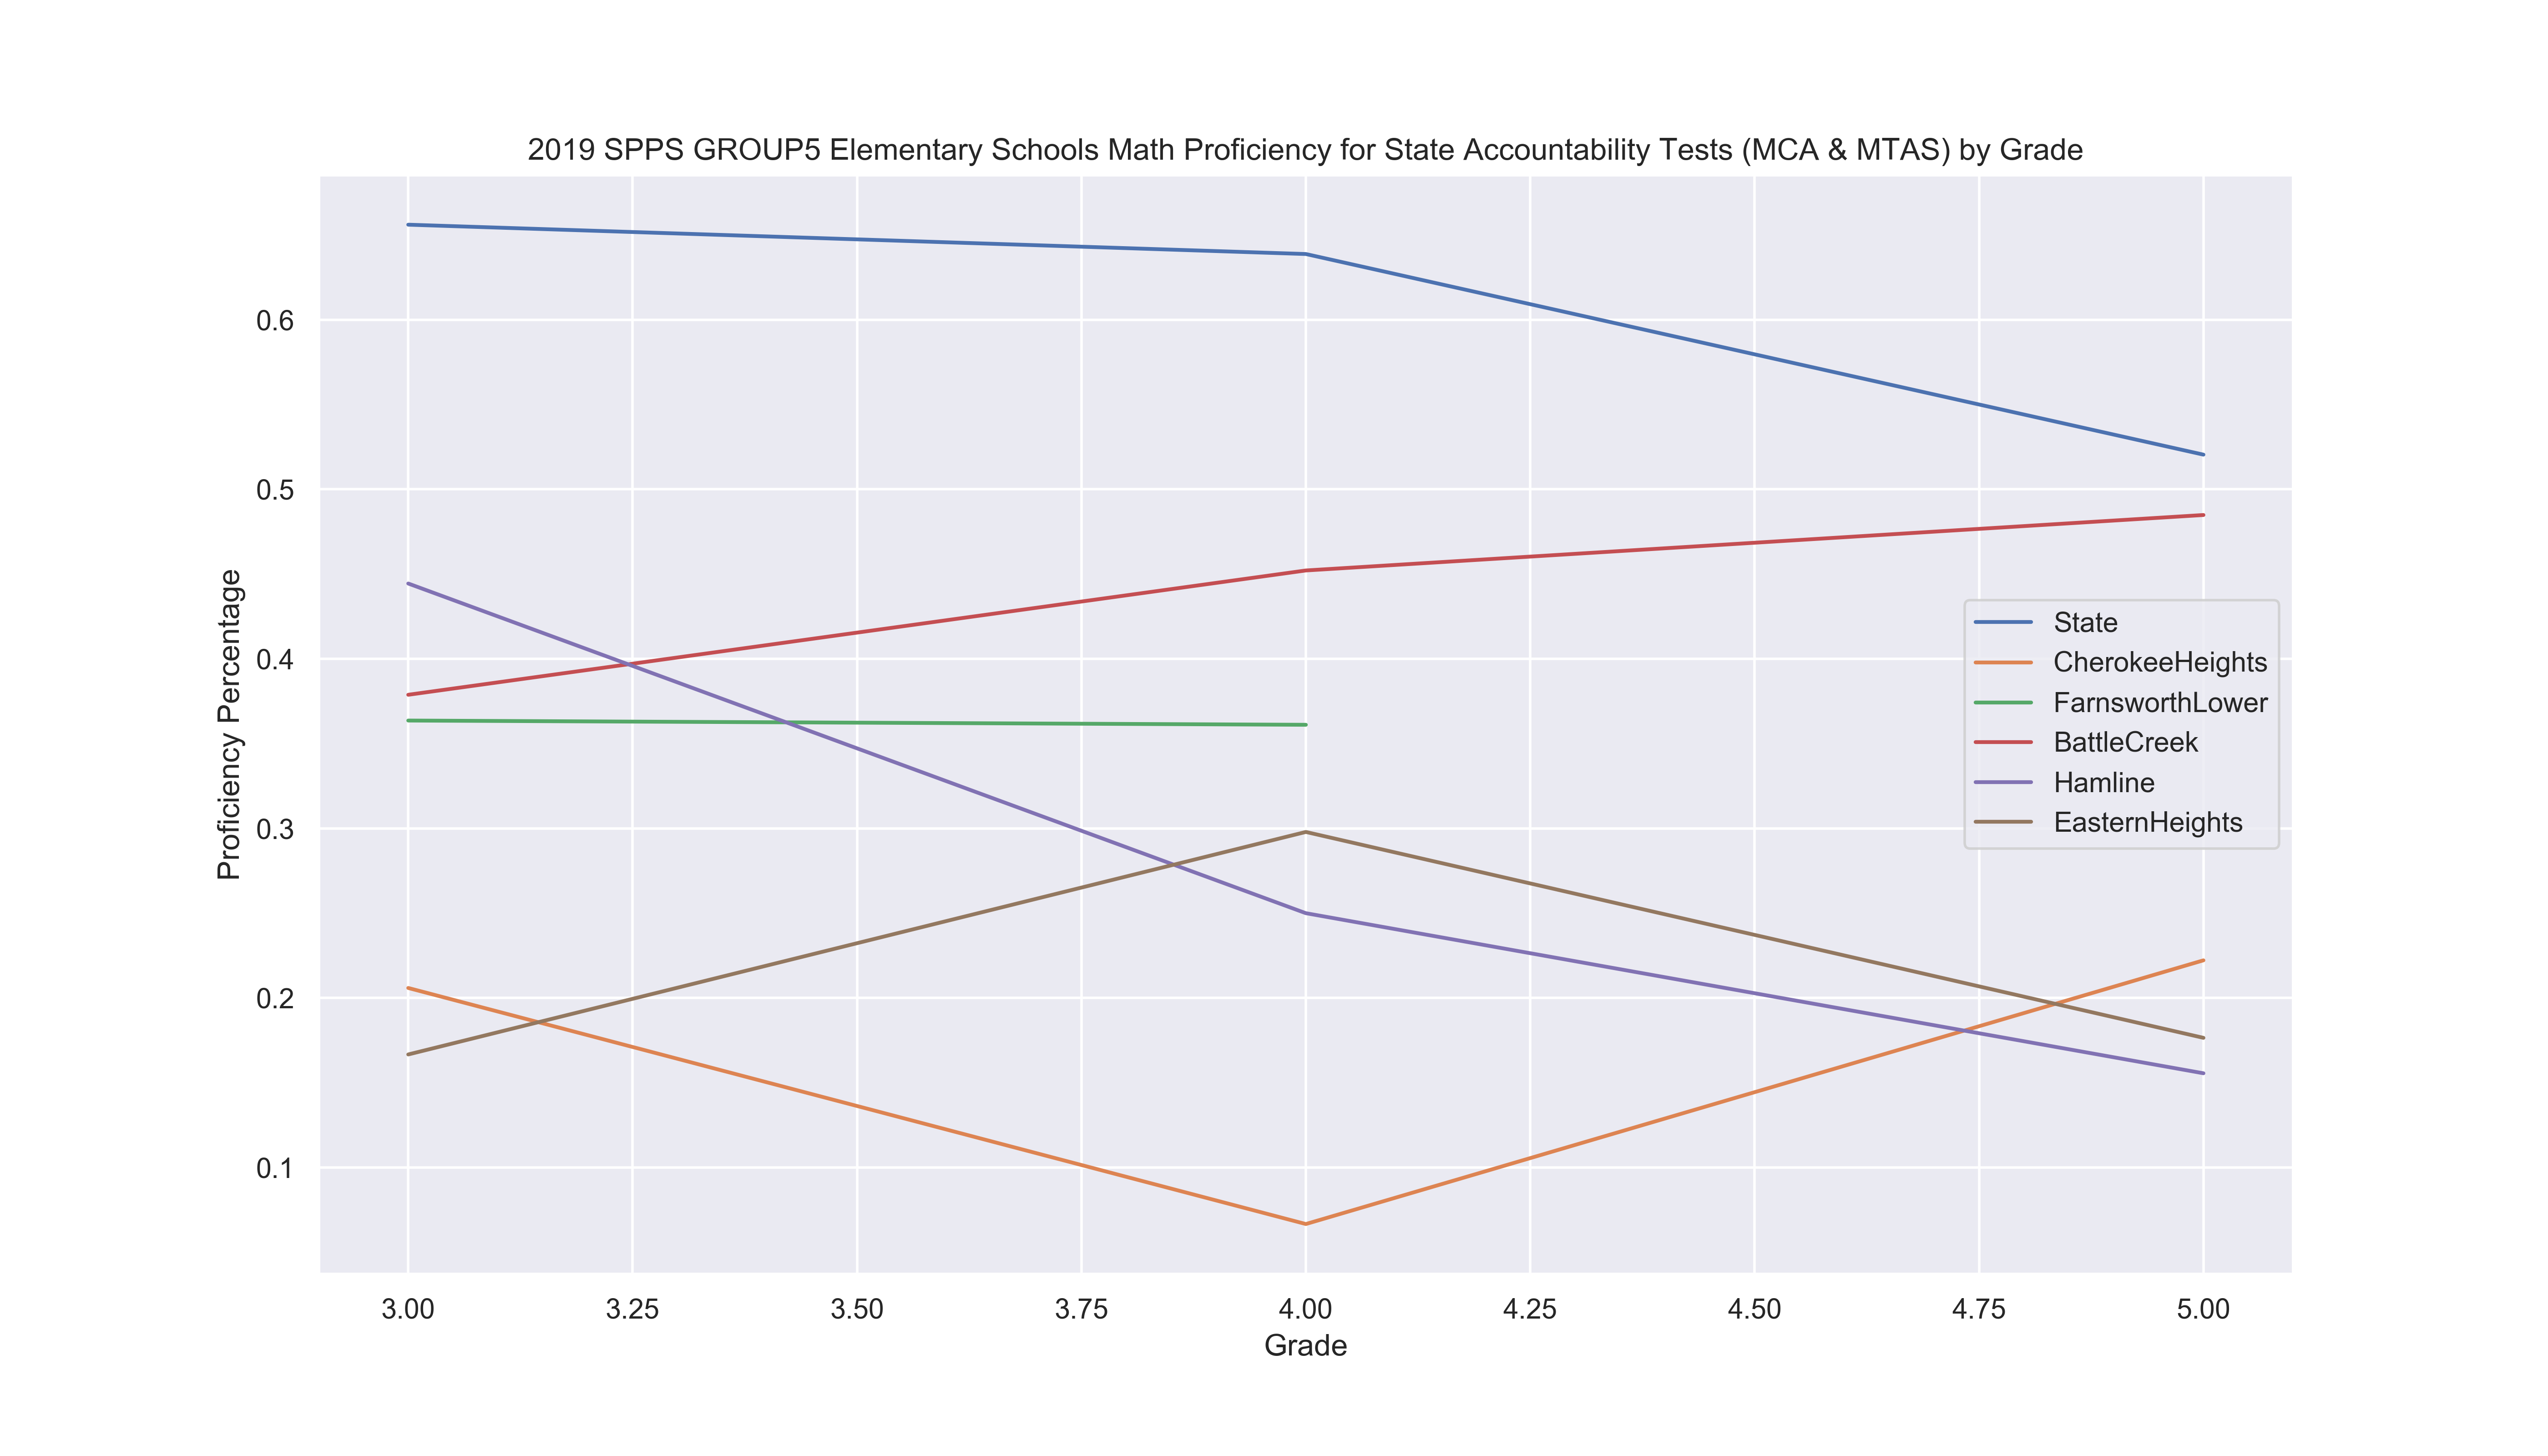 2019 SPPS GROUP5 Elementary Schools Math Proficiency for State Accountability Tests (MCA & MTAS) by Grade
Proficiency Percentage
0.6
0.5
0.4
0.3
0.2
0.1
State
CherokeeHeights
FarnsworthLower
BattleCreek
Hamline
EasternHeights
3.00 3.25 3.50 3.75 4.00 4.25 4.50 4.75 5.00
Grade